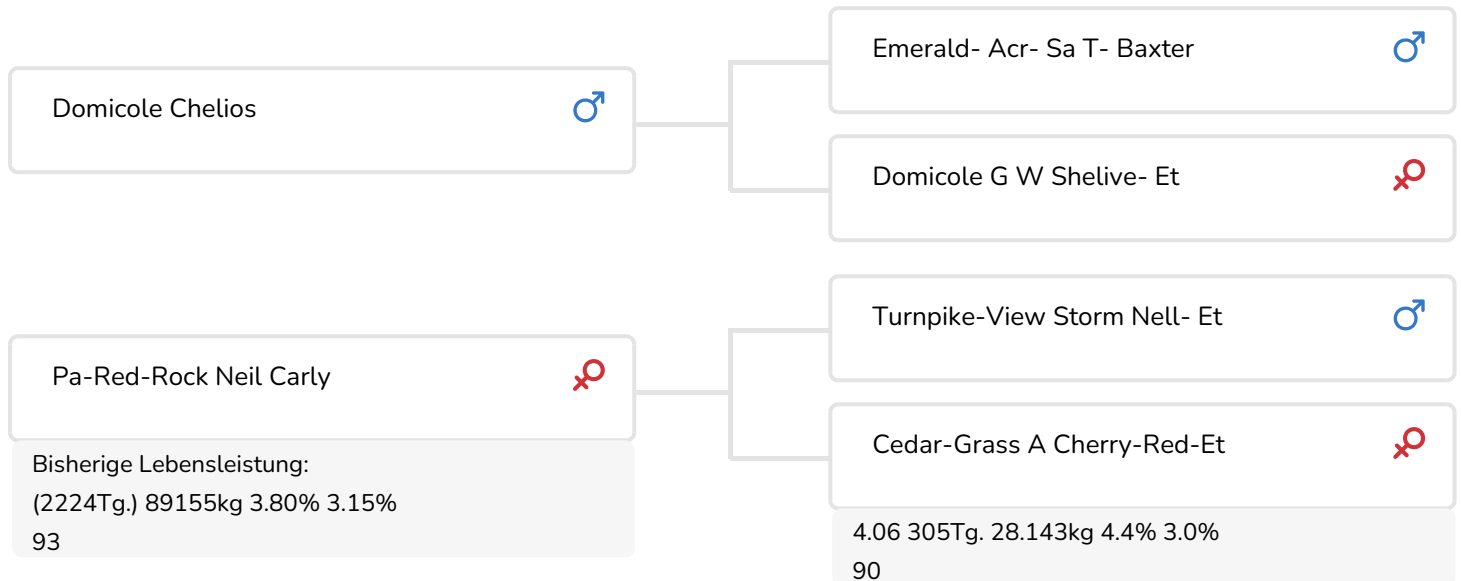 Emerald- Acr- Sa T- Baxter
Domicole Chelios
Domicole G W Shelive- Et
Turnpike-View Storm Nell- Et
Pa-Red-Rock Neil Carly
Cedar-Grass A Cherry-Red-Et
Bisherige Lebensleistung:
(2224Tg.) 89155kg 3.80% 3.15%
93
4.06 305Tg. 28.143kg 4.4% 3.0%
90